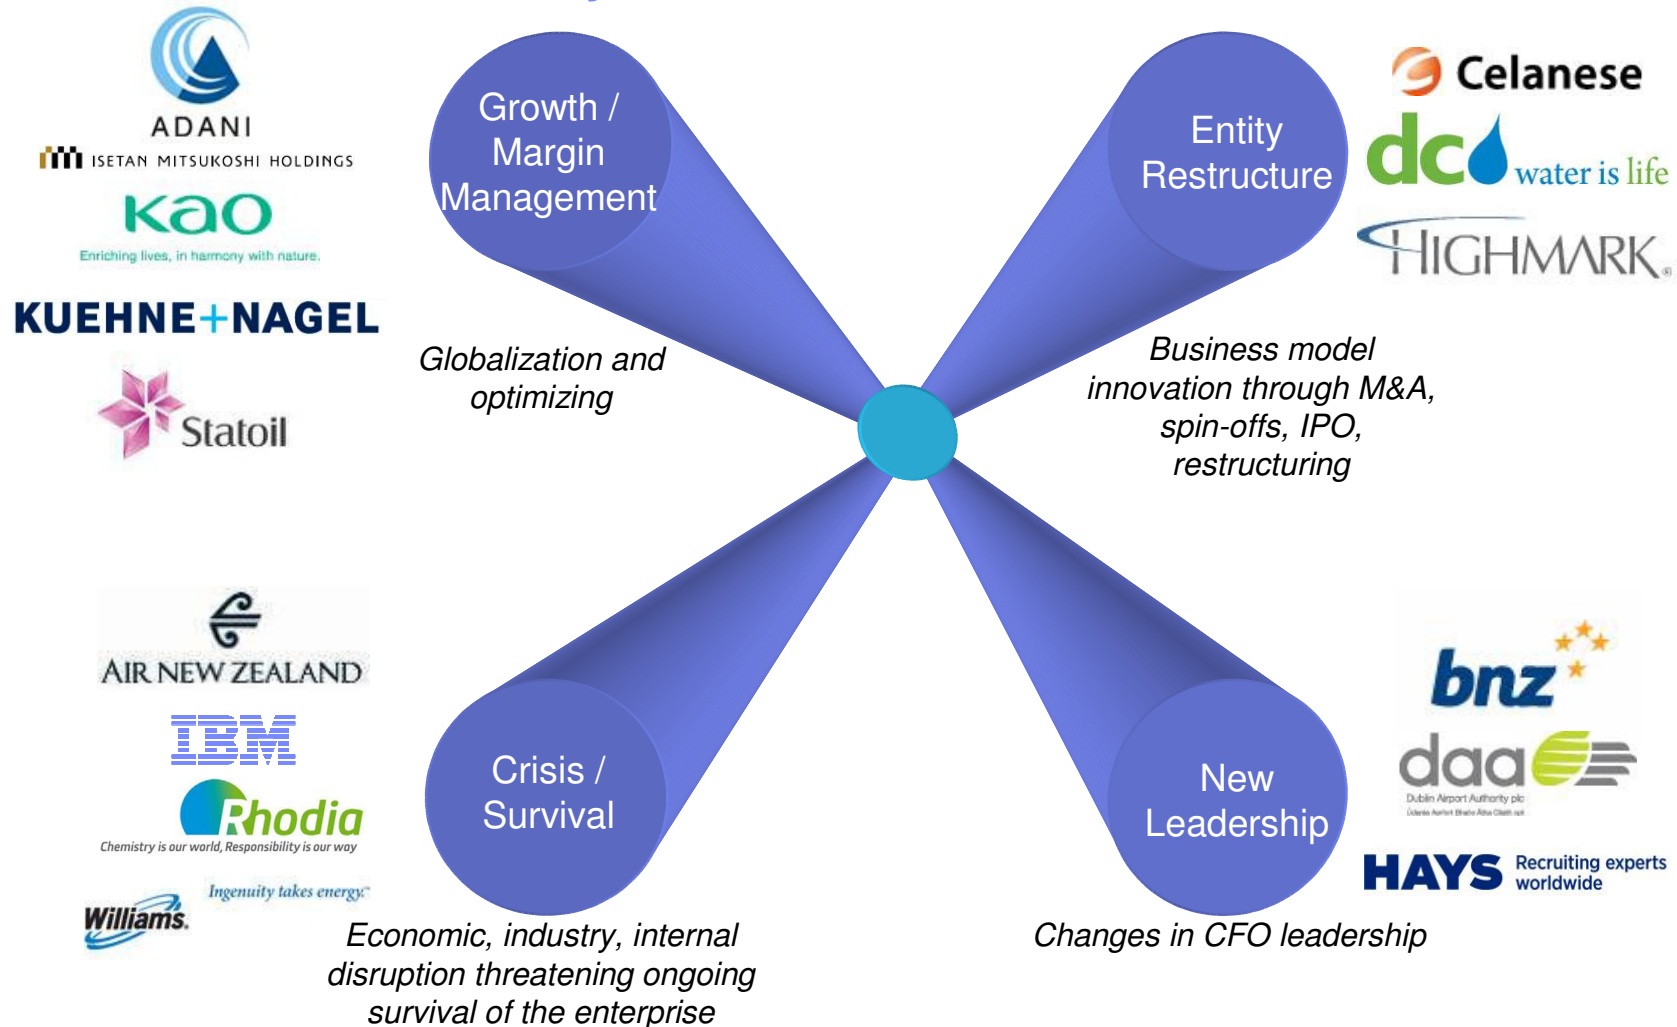 ADANI
ISETAN MITSUKOSHI HOLDINGS
Kao
Enriching lives, in harmony with nature.
KUEHNE+NAGEL
Statoil
Growth /
Margin
Management
Globalization and
optimizing
Entity
Restructure
Celanese
dc water is life
HIGHMARK®
Business model
innovation through M&A,
spin-offs, IPO,
restructuring
AIR NEW ZEALAND
IBM
Rhodia
Chemistry is our world, Responsibility is our way
Ingenuity takes energy.™
Williams.
Crisis /
Survival
Economic, industry, internal
disruption threatening ongoing
survival of the enterprise
New
Leadership
Changes in CFO leadership
bnz
daa
Dublin Airport Authority plc
HAYS Recruiting experts
worldwide